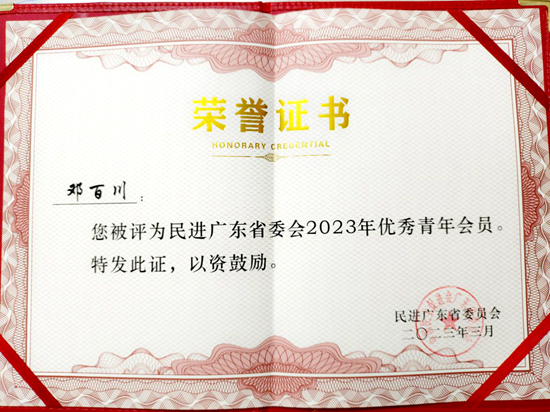 荣誉证书
HONORARY CREDENTIAL
邓百川：
您被评为民进广东省委会2023年优秀青年会员。
特发此证，以资鼓励。
民进广东省委员会
二〇二三年三月